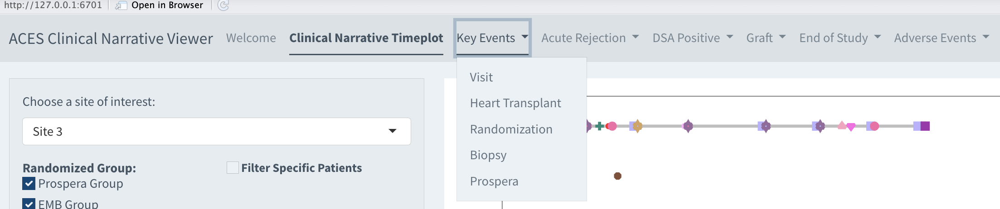 http://127.0.0.1:6701 Open in Browser
ACES Clinical Narrative Viewer Welcome Clinical Narrative Timeplot Key Events Acute Rejection DSA Positive Graft End of Study Adverse Events
Visit
Heart Transplant
Randomization
Biopsy
Prospera
Choose a site of interest:
Site 3
Randomized Group: Filter Specific Patients
Prospera Group
EMB Group